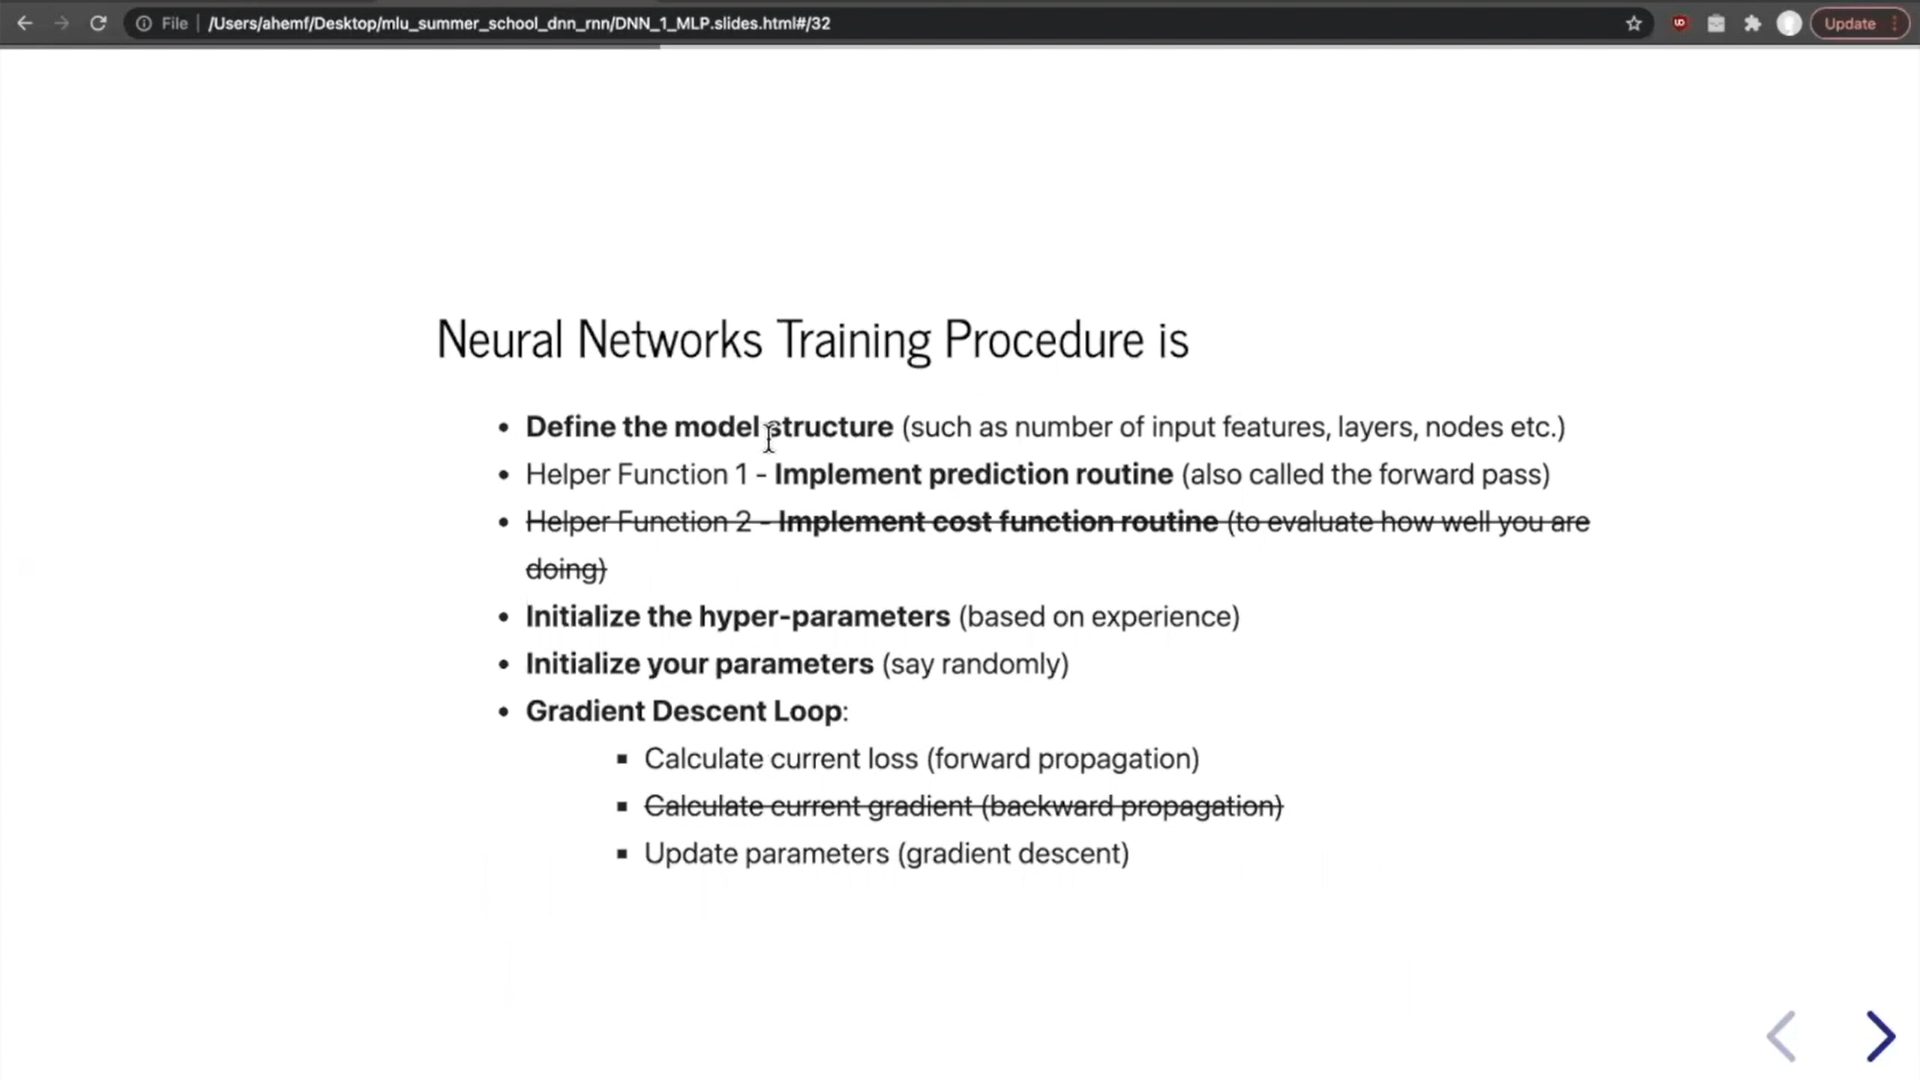 File
/Users/ahemf/Desktop/mlu_summer_school_dnn_rnn/DNN_1_MLP.slides.html#/32
Update
Neural Networks Training Procedure is
• Define the model structure (such as number of input features, layers, nodes etc.)
• Helper Function 1 - Implement prediction routine (also called the forward pass)
• Helper Function 2 - Implement cost function routine (to evaluate how well you are
doing)
• Initialize the hyper-parameters (based on experience)
• Initialize your parameters (say randomly)
• Gradient Descent Loop:
▪ Calculate current loss (forward propagation)
▪ Calculate current gradient (backward propagation)
▪ Update parameters (gradient descent)